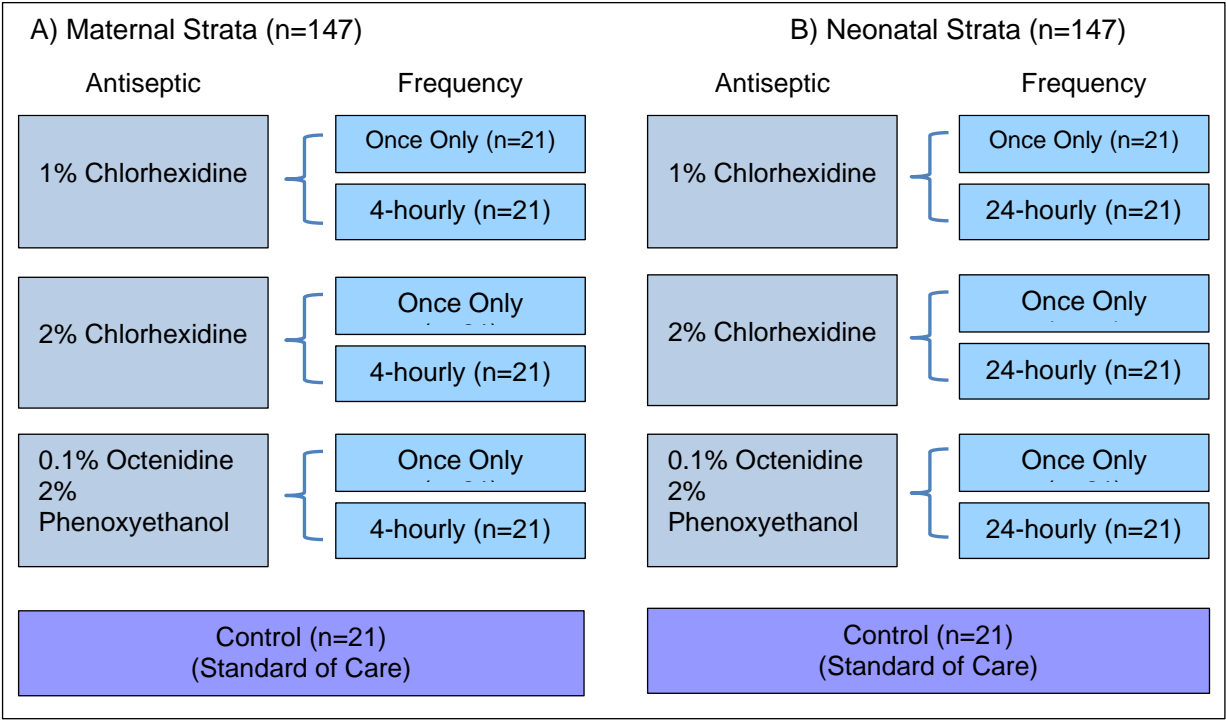 A) Maternal Strata (n=147)
Antiseptic
Frequency
1% Chlorhexidine
Once Only (n=21)
4-hourly (n=21)
2% Chlorhexidine
Once Only
4-hourly (n=21)
0.1% Octenidine
2%
Phenoxyethanol
Once Only
4-hourly (n=21)
Control (n=21)
(Standard of Care)
B) Neonatal Strata (n=147)
Antiseptic
Frequency
1% Chlorhexidine
Once Only (n=21)
24-hourly (n=21)
2% Chlorhexidine
Once Only
24-hourly (n=21)
0.1% Octenidine
2%
Phenoxyethanol
Once Only
24-hourly (n=21)
Control (n=21)
(Standard of Care)